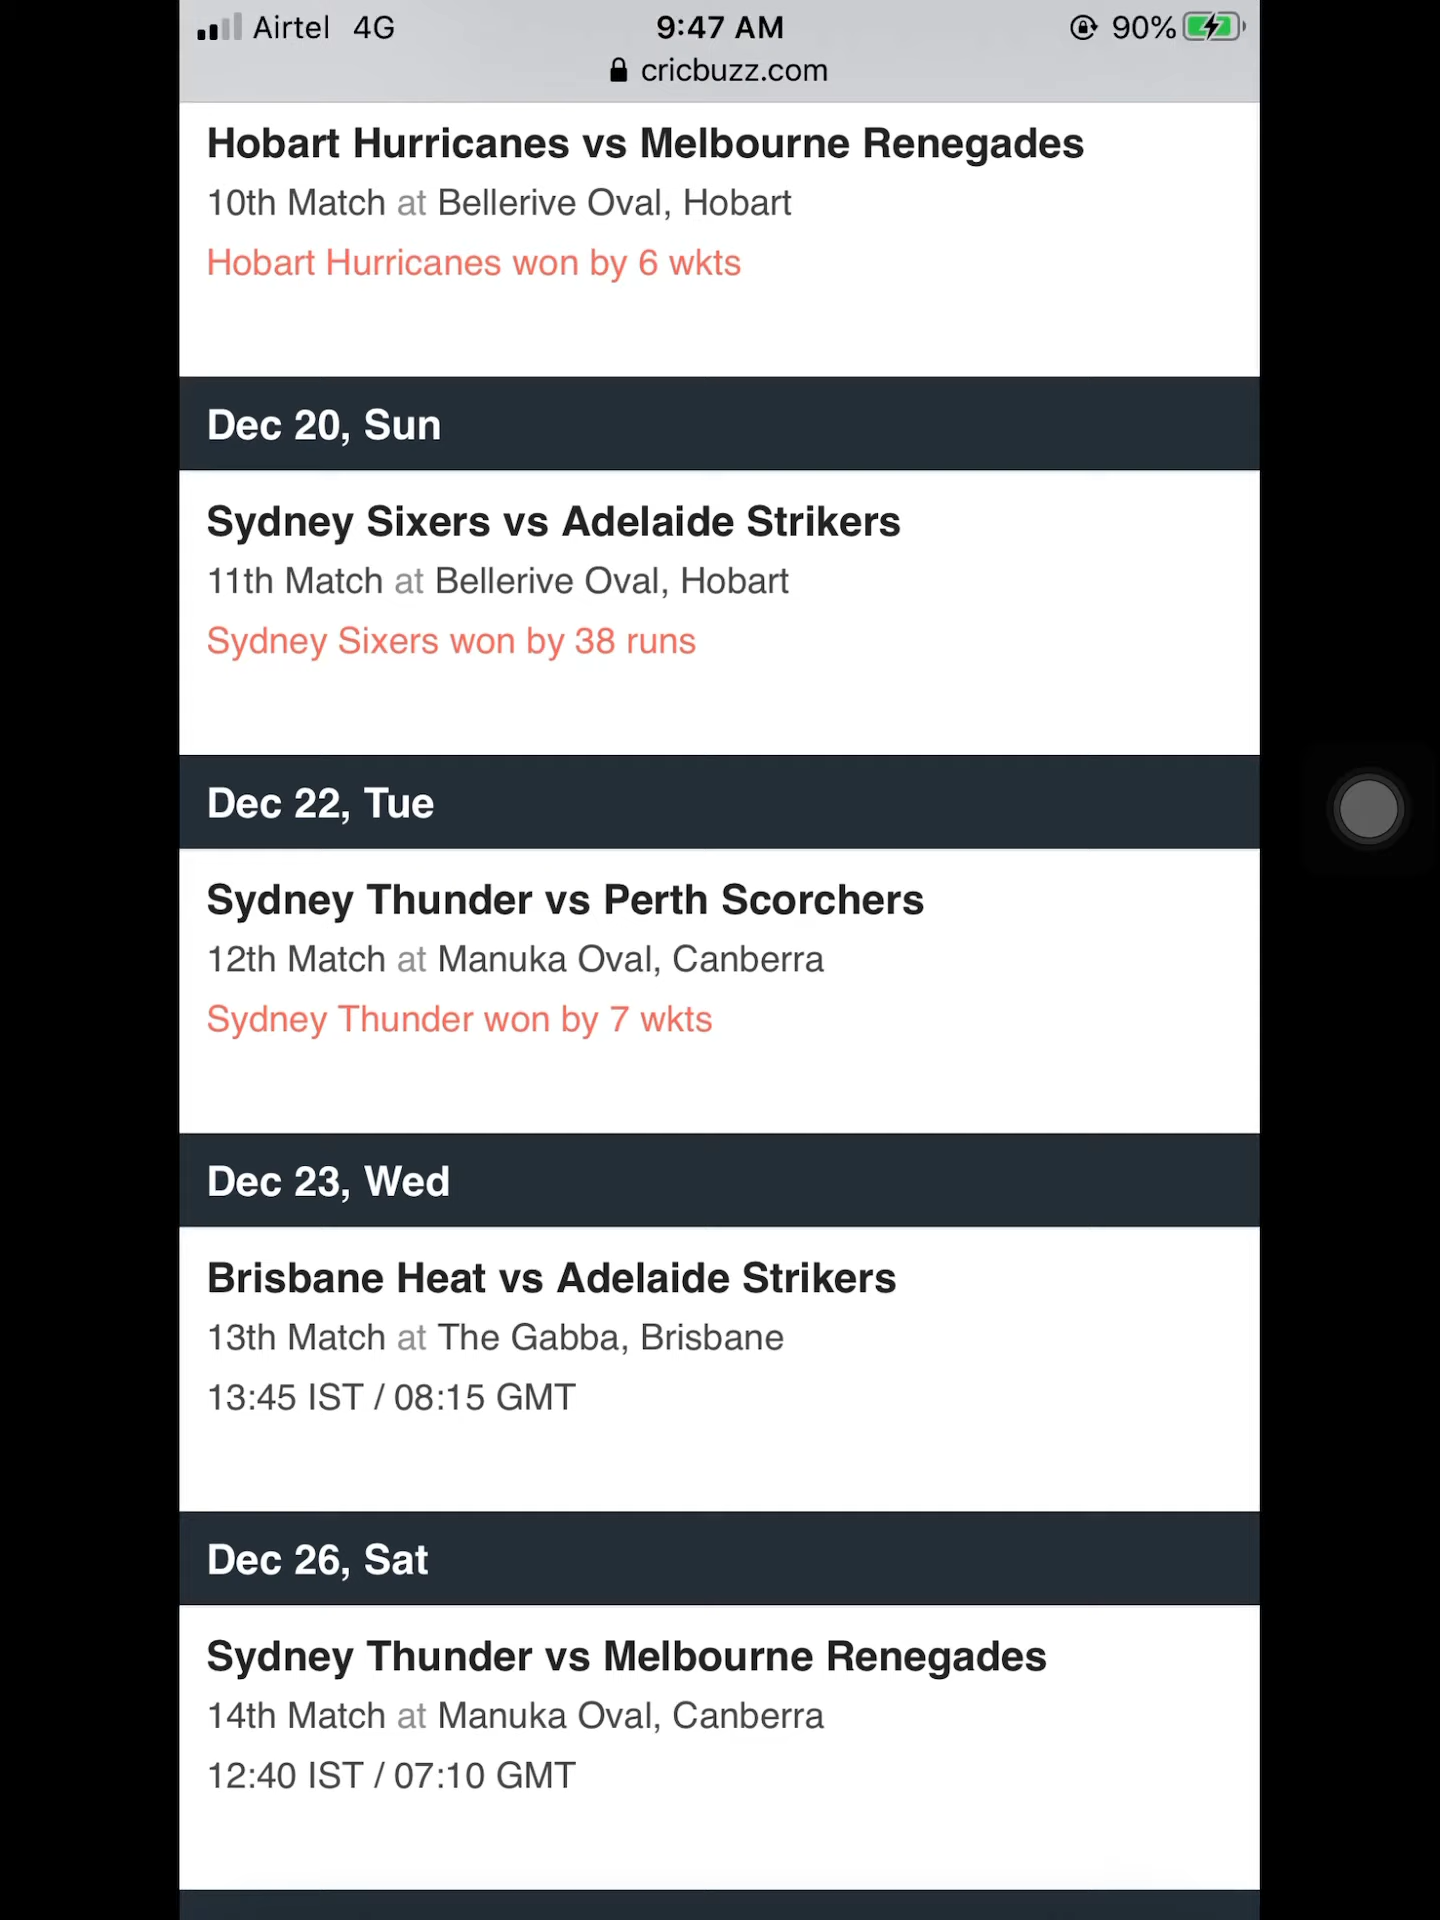 Airtel 4G 9:47 AM 90%
cricbuzz.com
Hobart Hurricanes vs Melbourne Renegades
10th Match at Bellerive Oval, Hobart
Hobart Hurricanes won by 6 wkts
Dec 20, Sun
Sydney Sixers vs Adelaide Strikers
11th Match at Bellerive Oval, Hobart
Sydney Sixers won by 38 runs
Dec 22, Tue
Sydney Thunder vs Perth Scorchers
12th Match at Manuka Oval, Canberra
Sydney Thunder won by 7 wkts
Dec 23, Wed
Brisbane Heat vs Adelaide Strikers
13th Match at The Gabba, Brisbane
13:45 IST / 08:15 GMT
Dec 26, Sat
Sydney Thunder vs Melbourne Renegades
14th Match at Manuka Oval, Canberra
12:40 IST / 07:10 GMT